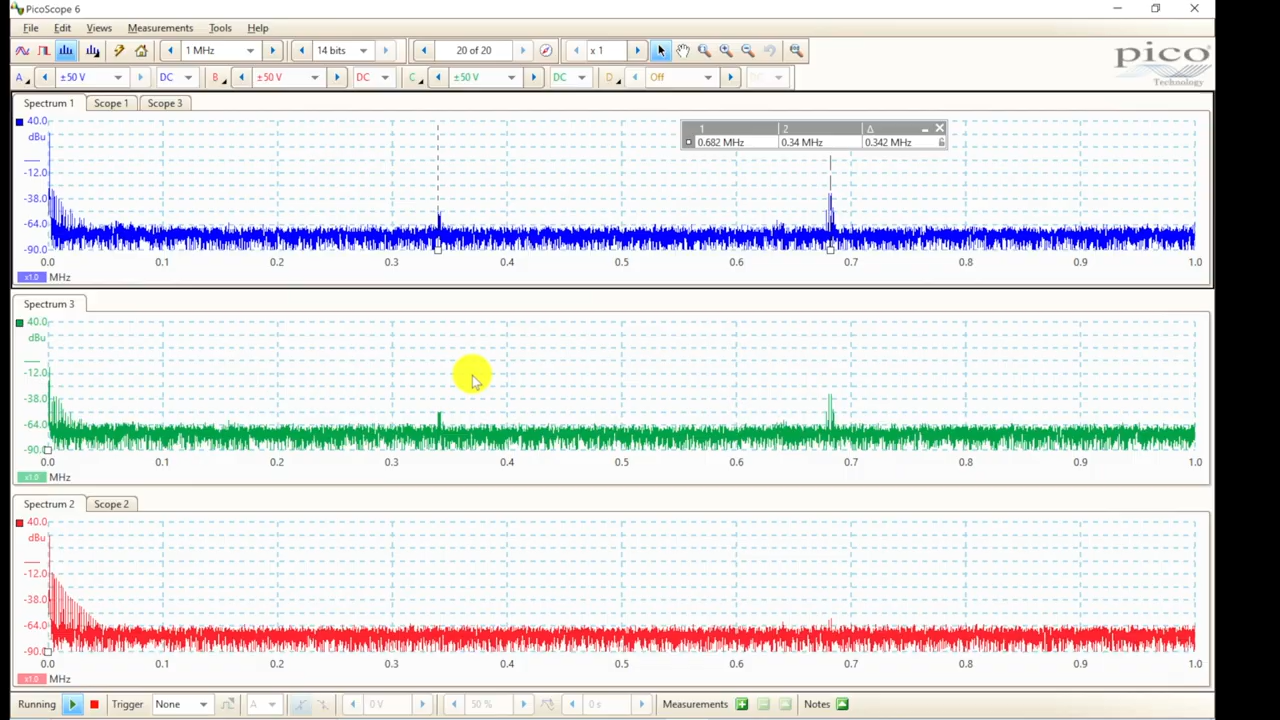 PicoScope 6
File Edit Views Measurements Tools Help
1 MHz 14 bits 20 of 20 x 1
pico
Technology
A ±50 V DC B ±50 V DC C ±50 V DC D Off DC
Spectrum 1 Scope 1 Scope 3
40.0
dBu
-12.0
-38.0
-64.0
-90.0
1 2 Δ
0.682 MHz 0.34 MHz 0.342 MHz
0.0 0.1 0.2 0.3 0.4 0.5 0.6 0.7 0.8 0.9 1.0
x1.0 MHz
Spectrum 3
40.0
dBu
-12.0
-38.0
-64.0
-90.
0.0 0.1 0.2 0.3 0.4 0.5 0.6 0.7 0.8 0.9 1.0
x1.0 MHz
Spectrum 2 Scope 2
40.0
dBu
-12.0
-38.0
-64.0
-90.
0.0 0.1 0.2 0.3 0.4 0.5 0.6 0.7 0.8 0.9 1.0
x1.0 MHz
Running Trigger None A 0 V 50 % 0 s Measurements Notes